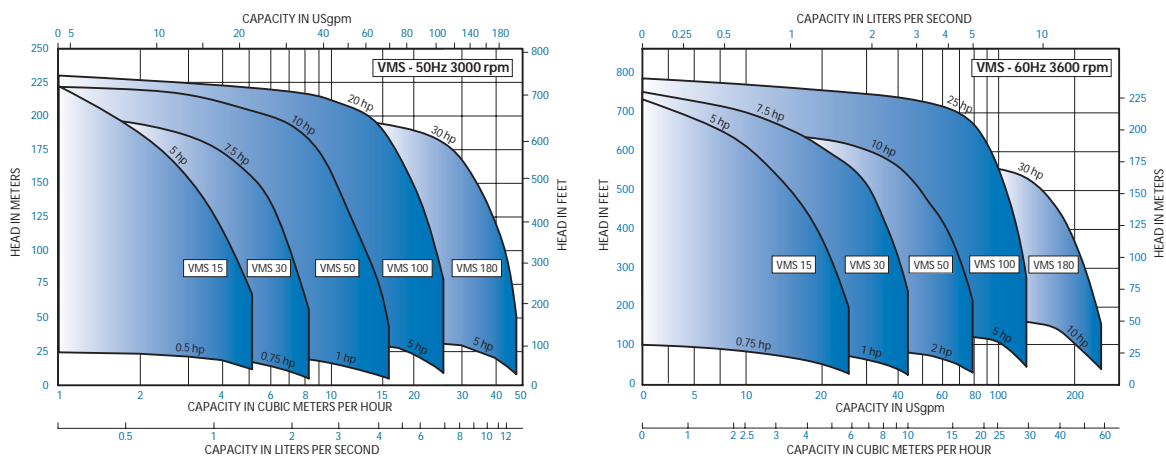 CAPACITY IN USgpm
0 5 10 20 40 60 80 100 140 180
250
225
200
175
150
125
100
75
50
25
0
HEAD IN METERS
VMS - 50Hz 3000 rpm
5 hp
7.5 hp
10 hp
20 hp
30 hp
VMS 15
VMS 30
VMS 50
VMS 100
VMS 180
0.5 hp
0.75 hp
1 hp
5 hp
5 hp
800
700
600
500
400
300
200
100
0
HEAD IN FEET
1 2 4 6 8 10 15 20 30 40 50
CAPACITY IN CUBIC METERS PER HOUR
0.5 1 2 3 4 6 8 10 12
CAPACITY IN LITERS PER SECOND
CAPACITY IN LITERS PER SECOND
0 0.25 0.5 1 2 3 4 5 10
800
700
600
500
400
300
200
100
0
HEAD IN FEET
VMS - 60Hz 3600 rpm
5 hp
7.5 hp
10 hp
25 hp
30 hp
VMS 15
VMS 30
VMS 50
VMS 100
VMS 180
0.75 hp
1 hp
2 hp
5 hp
10 hp
225
200
175
150
125
100
75
50
25
0
HEAD IN METERS
0 5 10 20 40 60 80 100 200
CAPACITY IN USgpm
0 1 2 2.5 3 4 6 8 10 15 20 25 30 40 60
CAPACITY IN CUBIC METERS PER HOUR